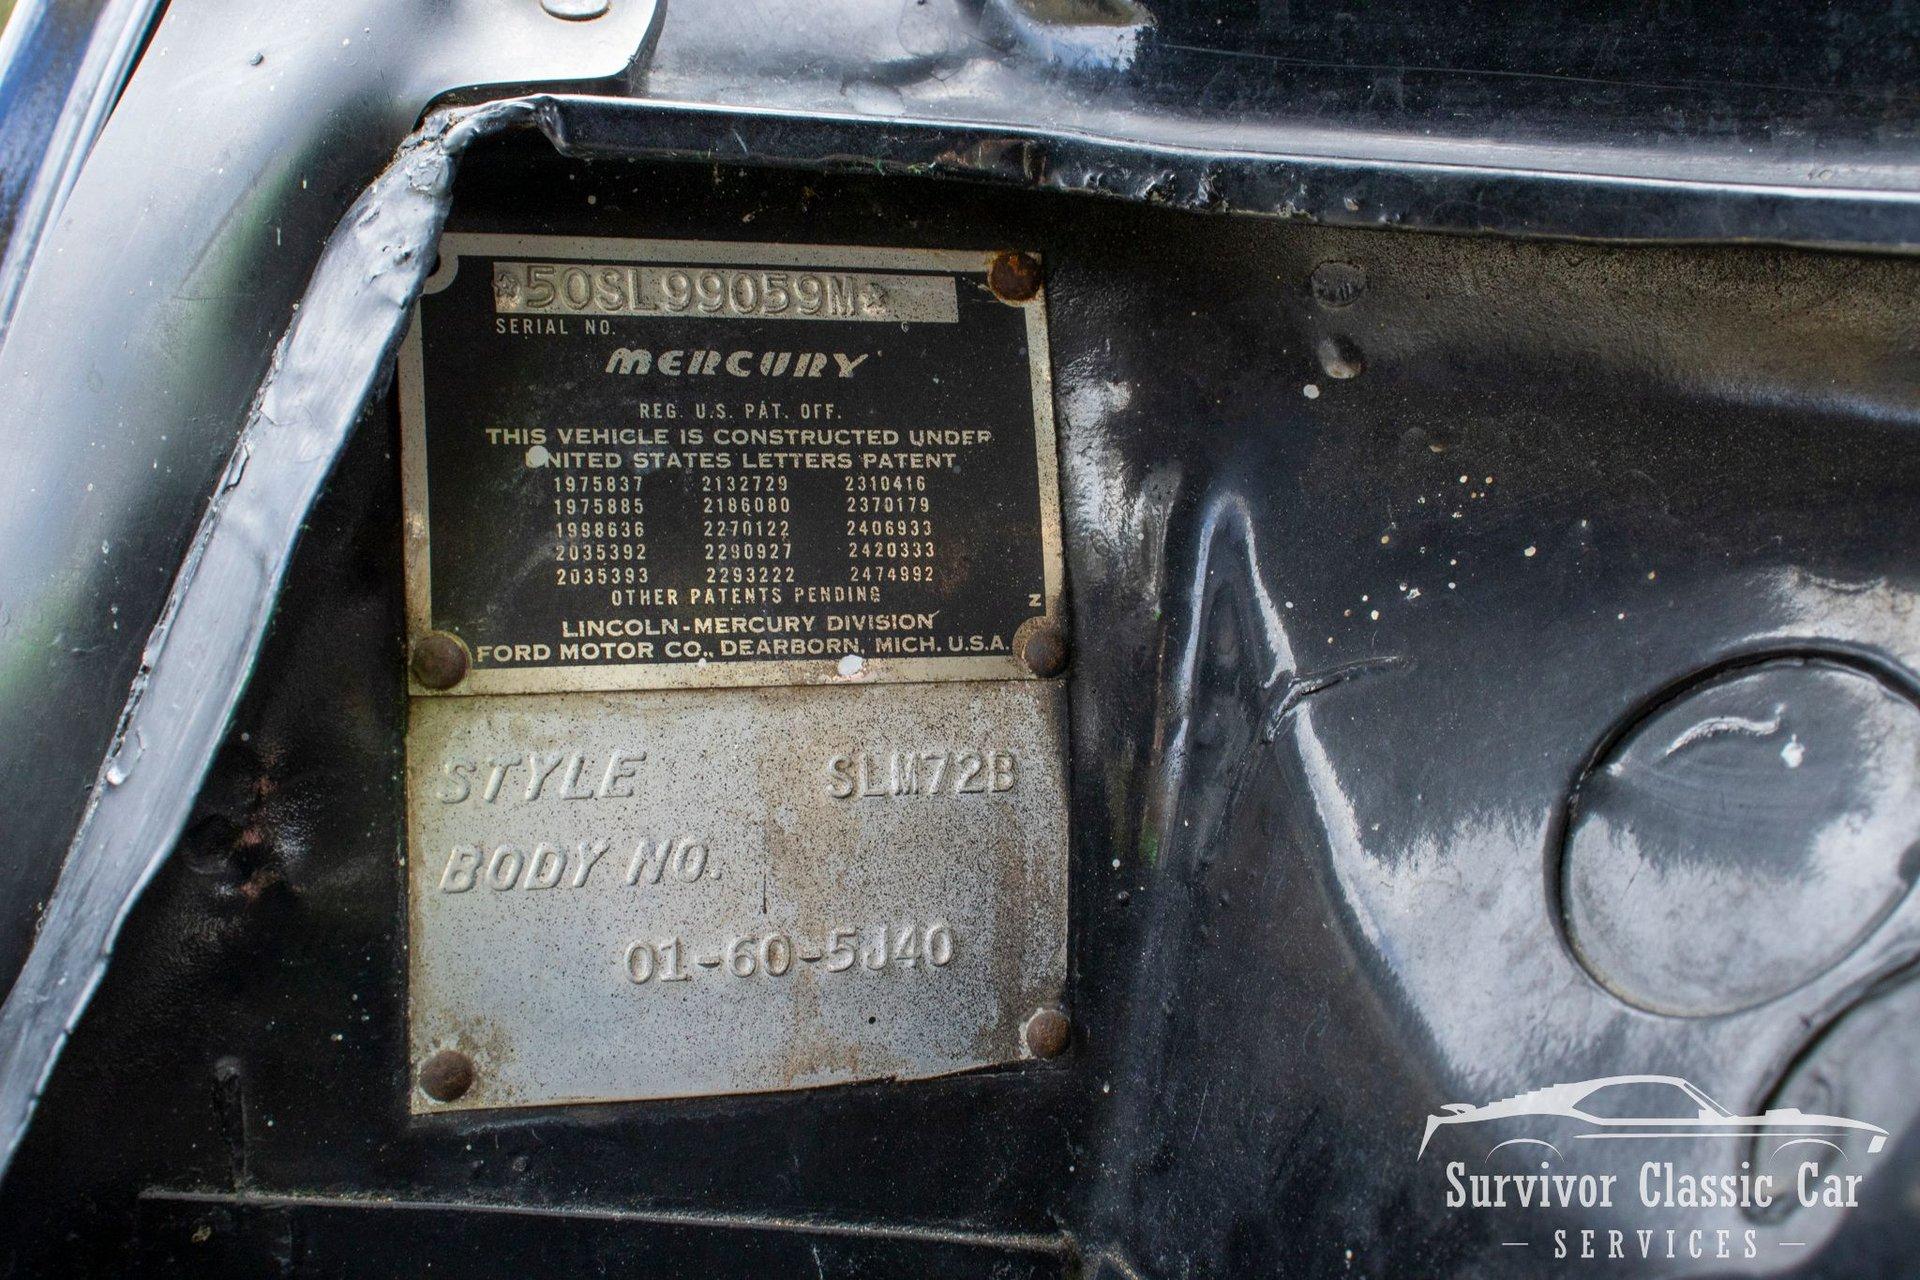 *50SL99059M*
SERIAL NO.
MERCURY
REG. U.S. PAT. OFF.
THIS VEHICLE IS CONSTRUCTED UNDER
UNITED STATES LETTERS PATENT
1975837 2132729 2310416
1975885 2186080 2370179
1998636 2270122 2406933
2035392 2290927 2420333
2035393 2293222 2474992
OTHER PATENTS PENDING
Z
LINCOLN-MERCURY DIVISION
FORD MOTOR CO., DEARBORN, MICH. U.S.A.
STYLE SLM72B
BODY NO.
01-60-5J40
Survivor Classic Car
— SERVICES —